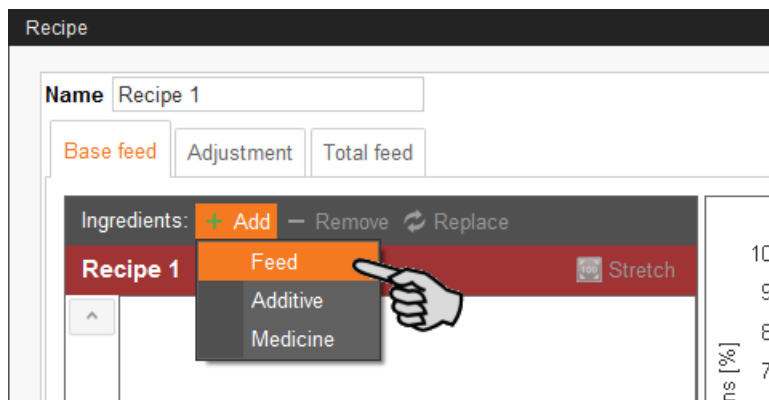 Recipe
Name Recipe 1
Base feed Adjustment Total feed
Ingredients: + Add − Remove Replace
Recipe 1 100 Stretch
Feed
Additive
Medicine